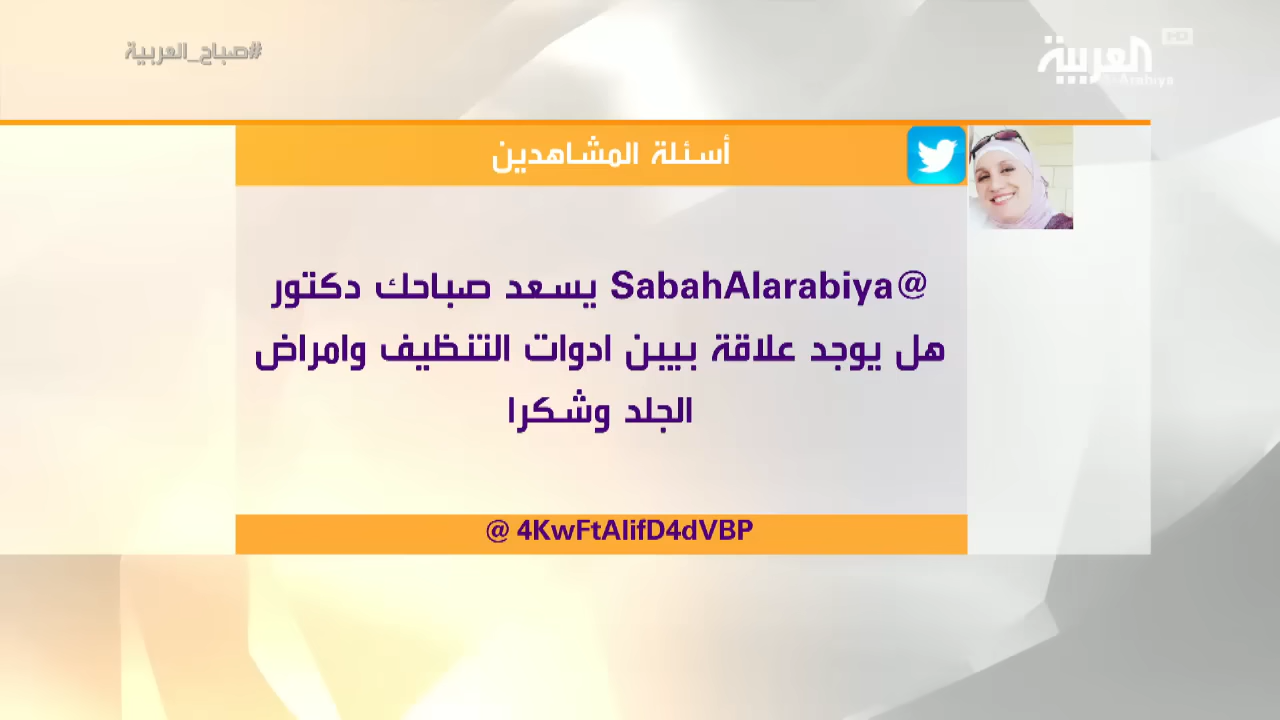 #صباح_العربية
العربية HD
Al Arabiya
أسئلة المشاهدين
@SabahAlarabiya يسعد صباحك دكتور
هل يوجد علاقة بيبن ادوات التنظيف وامراض
الجلد وشكرا
@ 4KwFtAlifD4dVBP